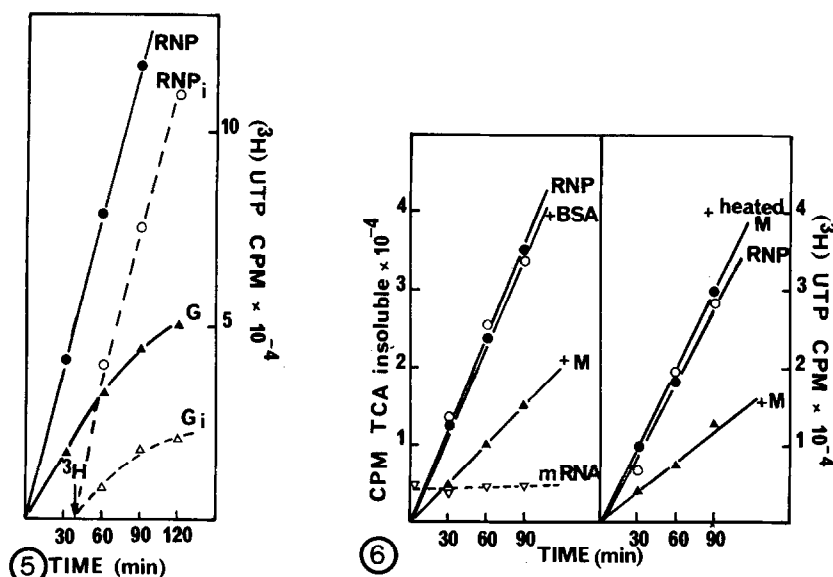 RNP
RNPi
10
(³H) UTP CPM × 10⁻⁴
G
5
Gi
³H
30 60 90 120
5 TIME (min)
CPM TCA insoluble × 10⁻⁴
4
3
2
1
RNP
+BSA
+M
mRNA
30 60 90
+ heated
M
RNP
+M
4
3
2
1
(³H) UTP CPM × 10⁻⁴
30 60 90
6 TIME (min)